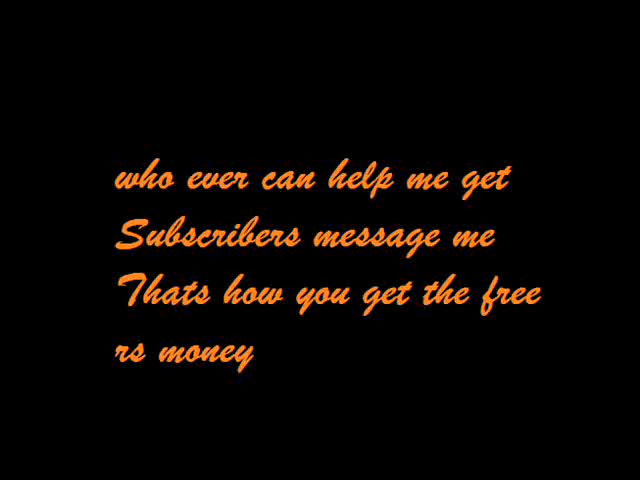 who ever can help me get
Subscribers message me
Thats how you get the free
rs money